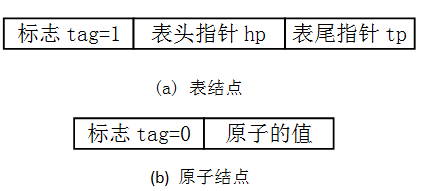 标志 tag=1 表头指针 hp 表尾指针 tp
(a) 表结点
标志 tag=0 原子的值
(b) 原子结点